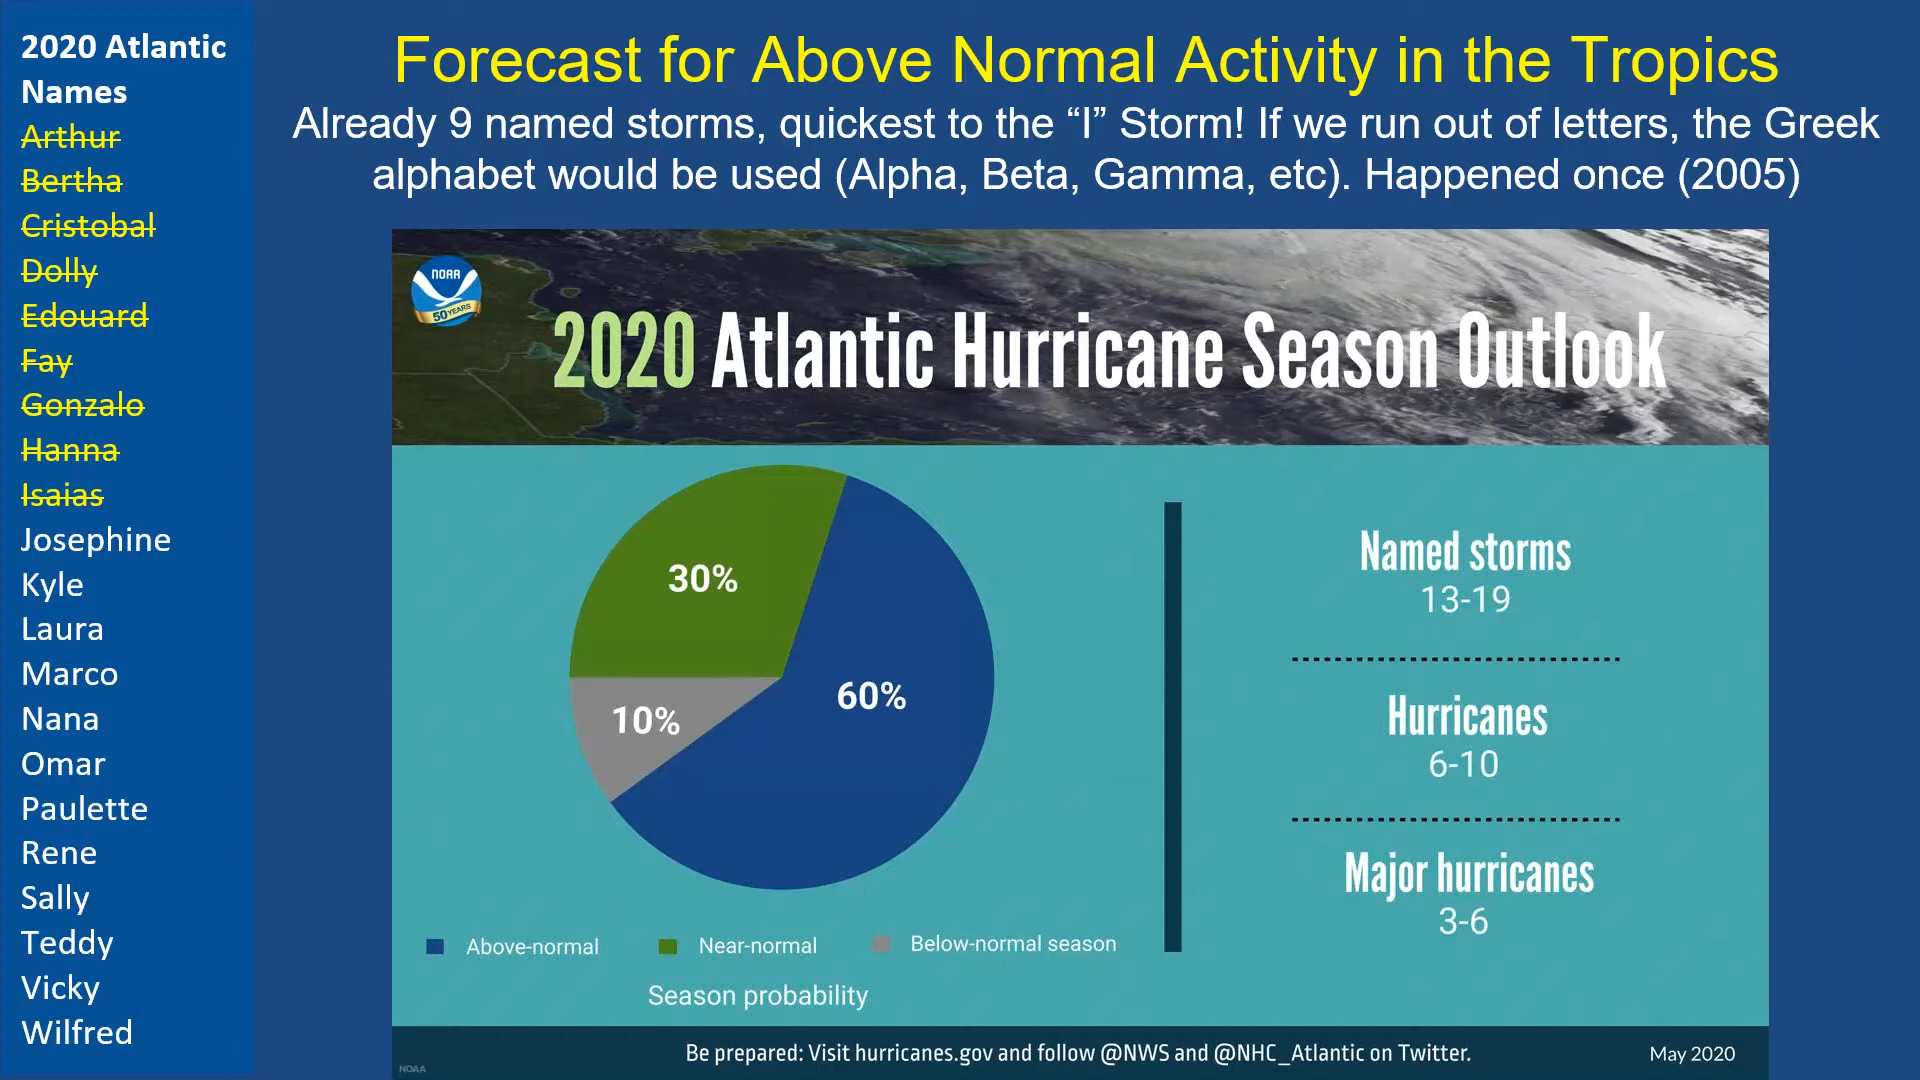 2020 Atlantic
Names
Arthur
Bertha
Cristobal
Dolly
Edouard
Fay
Gonzalo
Hanna
Isaias
Josephine
Kyle
Laura
Marco
Nana
Omar
Paulette
Rene
Sally
Teddy
Vicky
Wilfred
Forecast for Above Normal Activity in the Tropics
Already 9 named storms, quickest to the “I” Storm! If we run out of letters, the Greek
alphabet would be used (Alpha, Beta, Gamma, etc). Happened once (2005)
NOAA
50 YEARS
2020 Atlantic Hurricane Season Outlook
30%
60%
10%
Above-normal Near-normal Below-normal season
Season probability
Named storms
13-19
Hurricanes
6-10
Major hurricanes
3-6
Be prepared: Visit hurricanes.gov and follow @NWS and @NHC_Atlantic on Twitter.
May 2020
NOAA